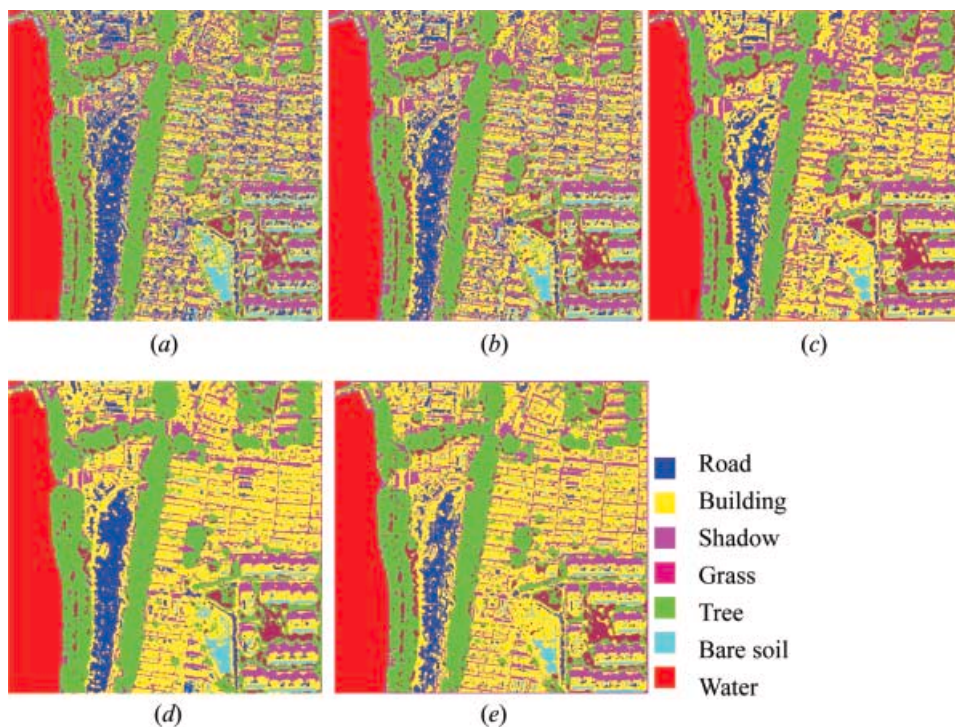 (a)
(b)
(c)
(d)
(e)
Road
Building
Shadow
Grass
Tree
Bare soil
Water